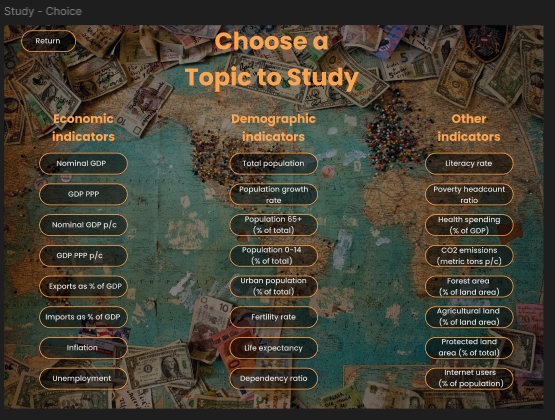 Study - Choice
Return
Choose a
Topic to Study
Economic
indicators
Nominal GDP
GDP PPP
Nominal GDP p/c
GDP PPP p/c
Exports as % of GDP
Imports as % of GDP
Inflation
Unemployment
Demographic
indicators
Total population
Population growth
rate
Population 65+
(% of total)
Population 0-14
(% of total)
Urban population
(% of total)
Fertility rate
Life expectancy
Dependency ratio
Other
indicators
Literacy rate
Poverty headcount
ratio
Health spending
(% of GDP)
CO2 emissions
(metric tons p/c)
Forest area
(% of land area)
Agricultural land
(% of land area)
Protected land
area (% of total)
Internet users
(% of population)